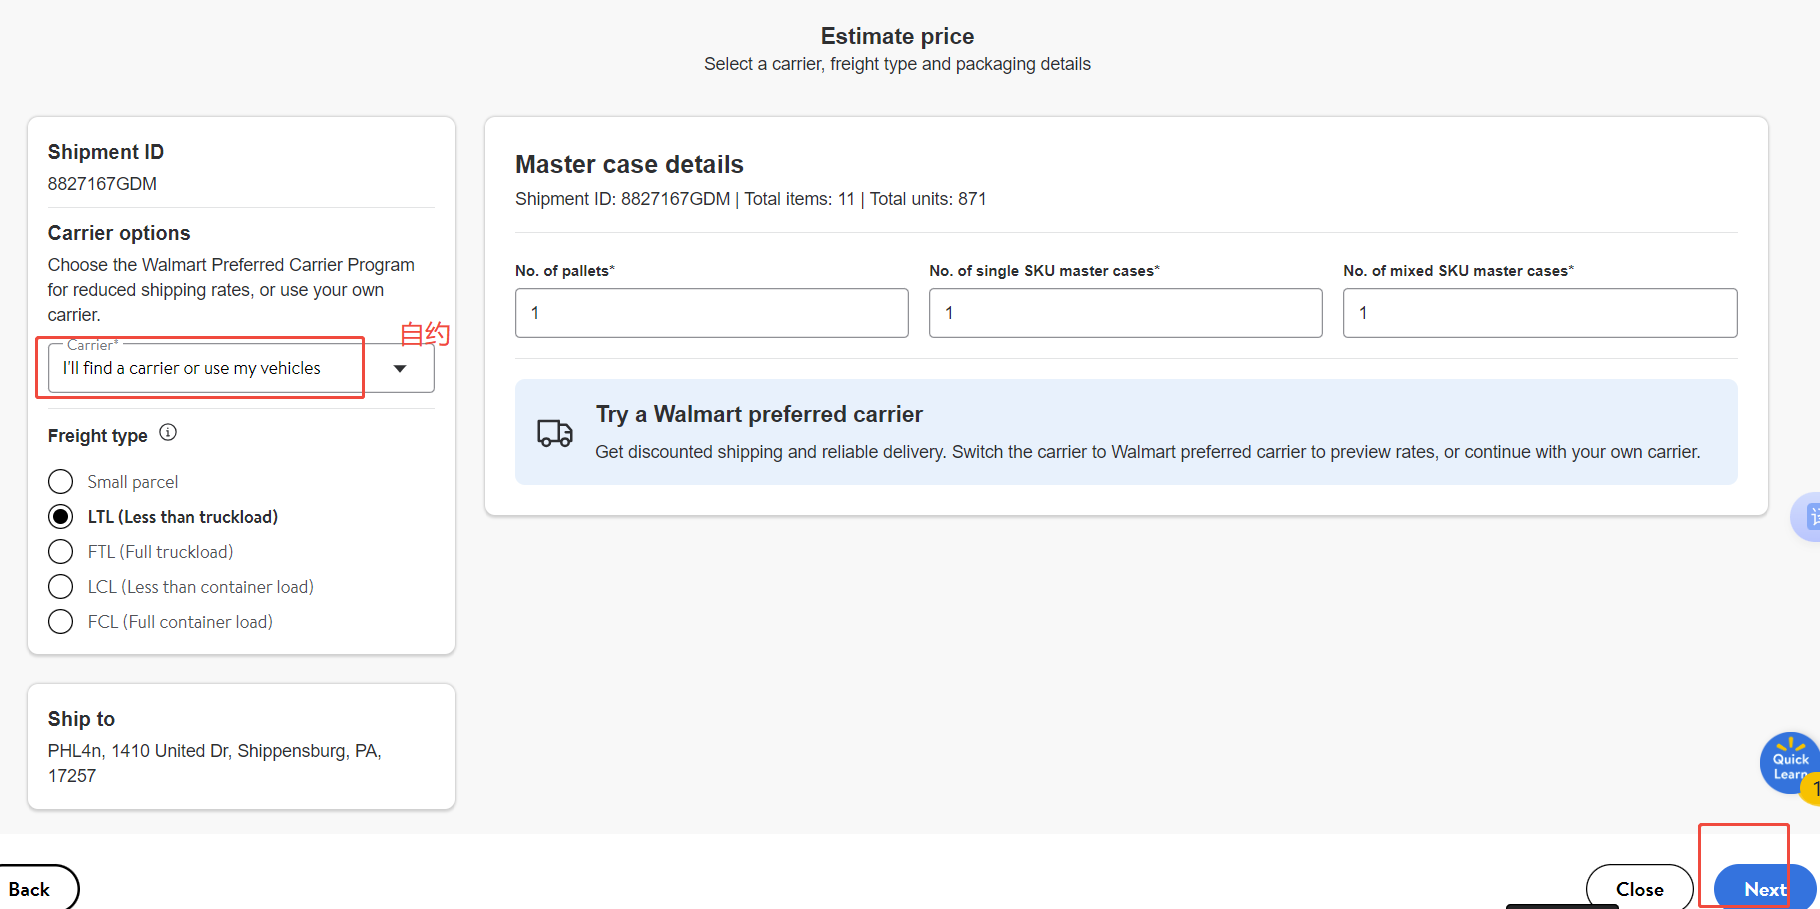 Estimate price
Select a carrier, freight type and packaging details
Shipment ID
8827167GDM
Carrier options
Choose the Walmart Preferred Carrier Program
for reduced shipping rates, or use your own
carrier.
自约
Carrier*
I'll find a carrier or use my vehicles
Freight type
Small parcel
LTL (Less than truckload)
FTL (Full truckload)
LCL (Less than container load)
FCL (Full container load)
Ship to
PHL4n, 1410 United Dr, Shippensburg, PA,
17257
Master case details
Shipment ID: 8827167GDM | Total items: 11 | Total units: 871
No. of pallets*
No. of single SKU master cases*
No. of mixed SKU master cases*
1
1
1
Try a Walmart preferred carrier
Get discounted shipping and reliable delivery. Switch the carrier to Walmart preferred carrier to preview rates, or continue with your own carrier.
Quick
Learn
1
Back
Close
Next